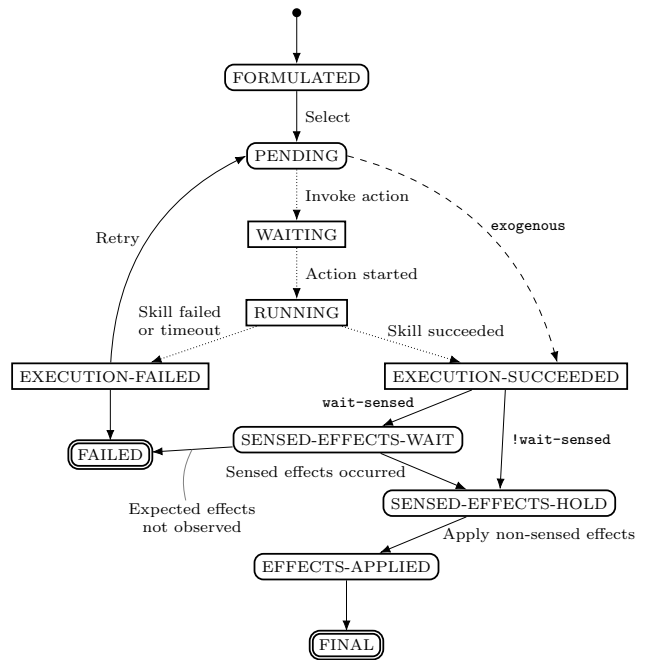 FORMULATED
Select
PENDING
Invoke action
exogenous
WAITING
Retry
Action started
RUNNING
Skill failed
or timeout
Skill succeeded
EXECUTION-FAILED
EXECUTION-SUCCEEDED
wait-sensed
SENSED-EFFECTS-WAIT
!wait-sensed
FAILED
Sensed effects occurred
SENSED-EFFECTS-HOLD
Expected effects
not observed
Apply non-sensed effects
EFFECTS-APPLIED
FINAL